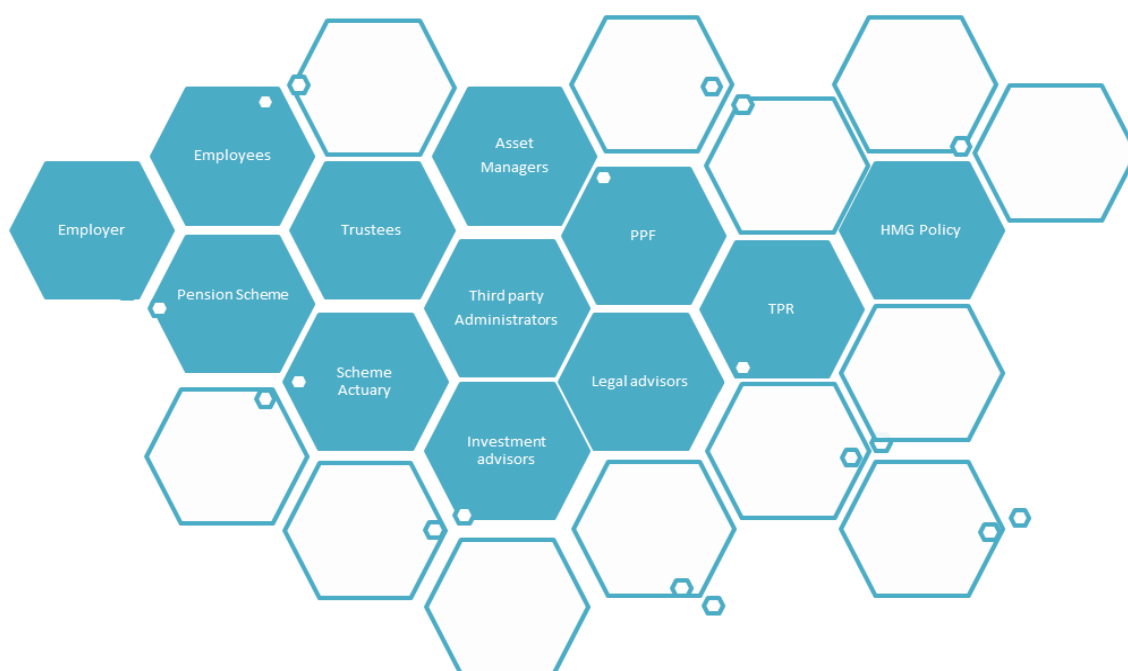 Employer
Employees
Pension Scheme
Trustees
Scheme
Actuary
Asset
Managers
Third party
Administrators
Investment
advisors
PPF
Legal advisors
TPR
HMG Policy